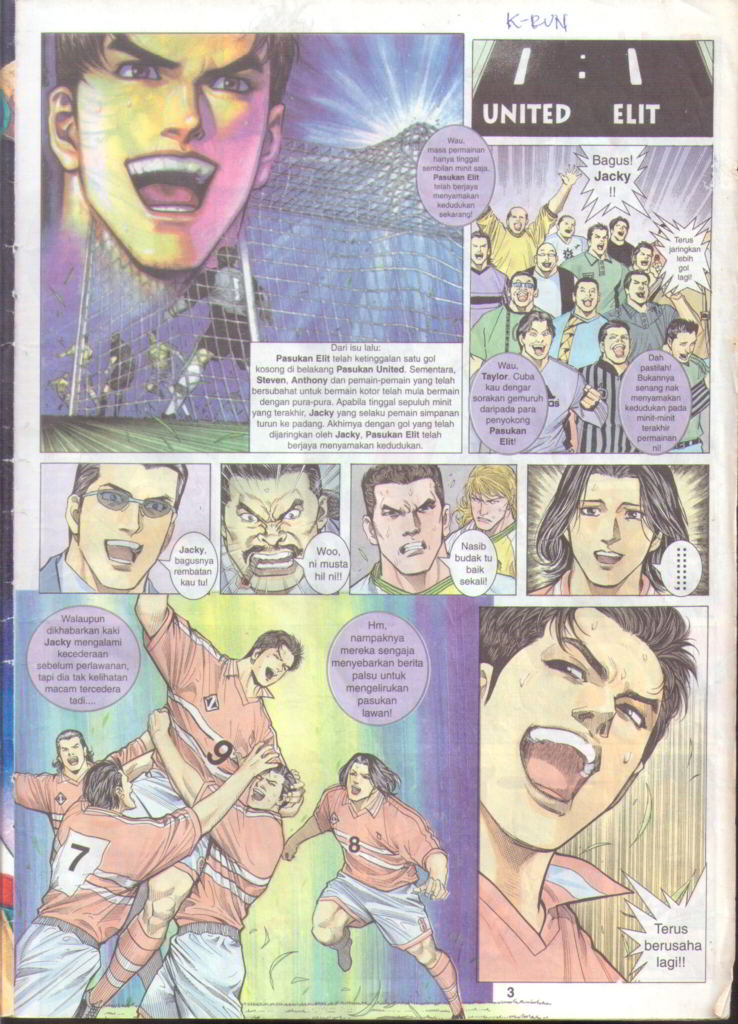 K-RUN
1 : 1
UNITED ELIT
Wau,
masa permainan
hanya tinggal
sembilan minit saja.
Pasukan Elit
telah berjaya
menyamakan
kedudukan
sekarang!
Bagus!
Jacky
!!
Terus
jaringkan
lebih
gol
lagi!
Dari isu lalu:
Pasukan Elit telah ketinggalan satu gol
kosong di belakang Pasukan United. Sementara,
Steven, Anthony dan pemain-pemain yang telah
bersubahat untuk bermain kotor telah mula bermain
dengan pura-pura. Apabila tinggal sepuluh minit
yang terakhir, Jacky yang selaku pemain simpanan
turun ke padang. Akhirnya dengan gol yang telah
dijaringkan oleh Jacky, Pasukan Elit telah
berjaya menyamakan kedudukan.
Wau,
Taylor. Cuba
kau dengar
sorakan gemuruh
daripada para
penyokong
Pasukan
Elit!
Dah
pastilah!
Bukannya
senang nak
menyamakan
kedudukan pada
minit-minit
terakhir
permainan
ni!
Jacky,
bagusnya
rembatan
kau tu!
Woo,
ni musta
hil ni!!
Nasib
budak tu
baik
sekali!
Walaupun
dikhabarkan kaki
Jacky mengalami
kecederaan
sebelum perlawanan,
tapi dia tak kelihatan
macam tercedera
tadi....
Hm,
nampaknya
mereka sengaja
menyebarkan berita
palsu untuk
mengelirukan
pasukan
lawan!
9
7
8
Terus
berusaha
lagi!!
3